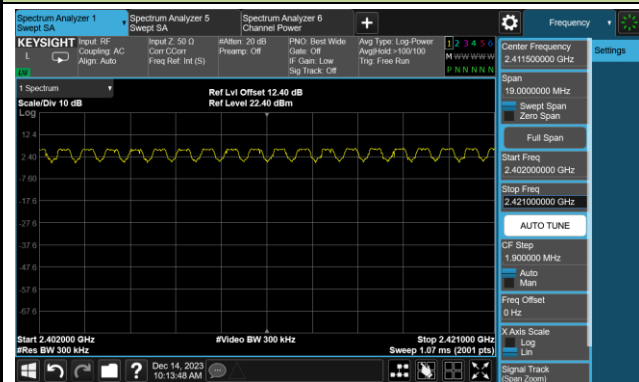 Spectrum Analyzer 1
Swept SA
Spectrum Analyzer 5
Swept SA
Spectrum Analyzer 6
Channel Power
Frequency
KEYSIGHT
L
LW
Input: RF
Coupling: AC
Align: Auto
Input Z: 50 Ω
Corr CCorr
Freq Ref: Int (S)
#Atten: 20 dB
Preamp: Off
PNO: Best Wide
Gate: Off
IF Gain: Low
Sig Track: Off
Avg Type: Log-Power
Avg|Hold:>100/100
Trig: Free Run
1 2 3 4 5 6
M W W W W W
P N N N N N
1 Spectrum
Scale/Div 10 dB
Ref Lvl Offset 12.40 dB
Ref Level 22.40 dBm
Log
12.4
2.40
-7.60
-17.6
-27.6
-37.6
-47.6
-57.6
-67.6
Start 2.402000 GHz
#Res BW 300 kHz
#Video BW 300 kHz
Stop 2.421000 GHz
Sweep 1.07 ms (2001 pts)
Dec 14, 2023
10:13:48 AM
Center Frequency
2.411500000 GHz
Span
19.0000000 MHz
Swept Span
Zero Span
Full Span
Start Freq
2.402000000 GHz
Stop Freq
2.421000000 GHz
AUTO TUNE
CF Step
1.900000 MHz
Auto
Man
Freq Offset
0 Hz
X Axis Scale
Log
Lin
Signal Track
(Span Zoom)
Settings